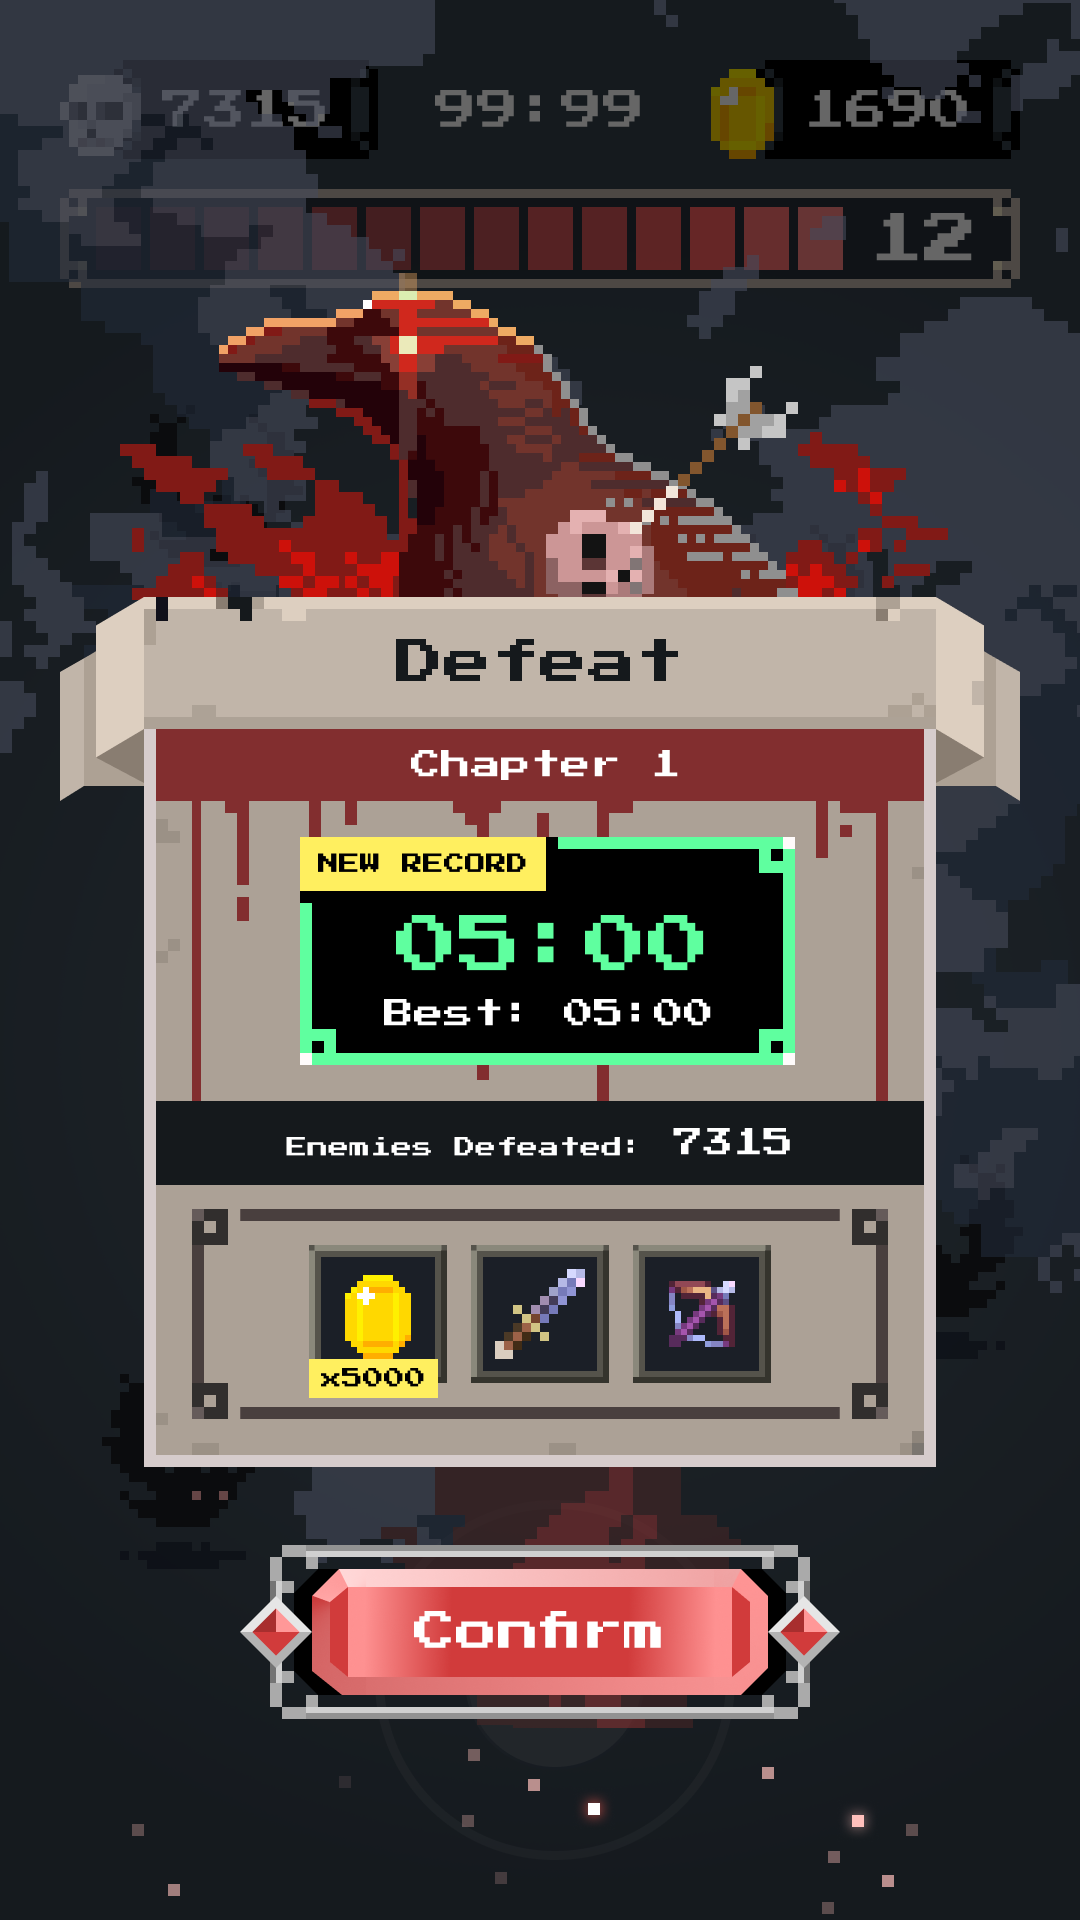 7315 99:99 1690
12
Defeat
Chapter 1
NEW RECORD
05:00
Best: 05:00
Enemies Defeated: 7315
x5000
Confirm